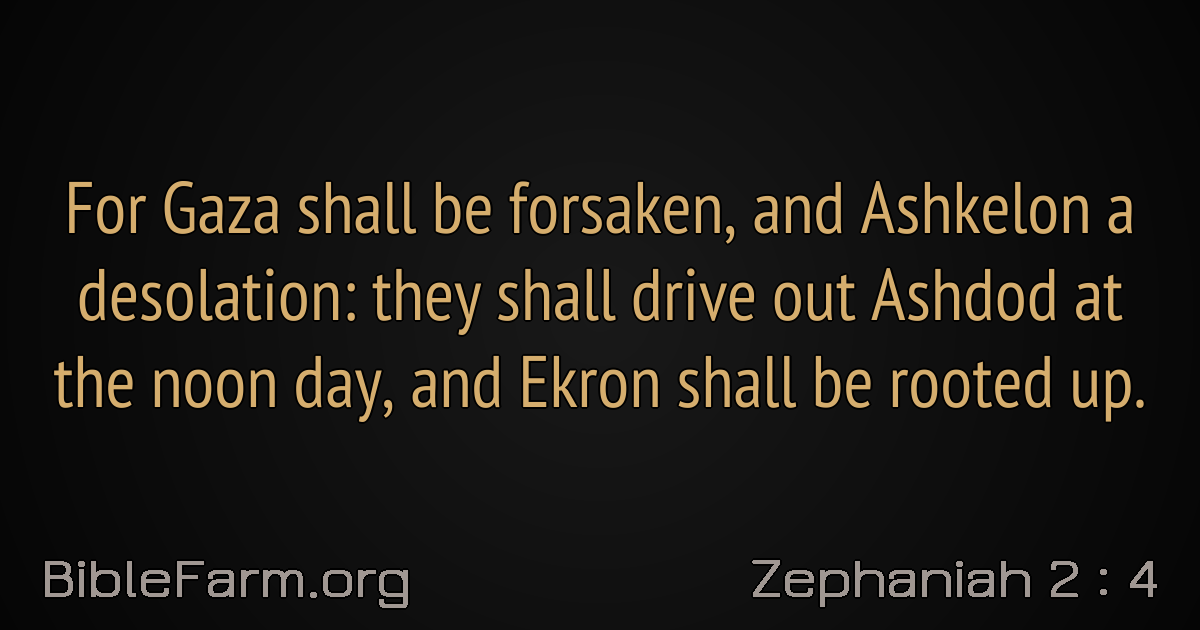 For Gaza shall be forsaken, and Ashkelon a
desolation: they shall drive out Ashdod at
the noon day, and Ekron shall be rooted up.
BibleFarm.org
Zephaniah 2 : 4